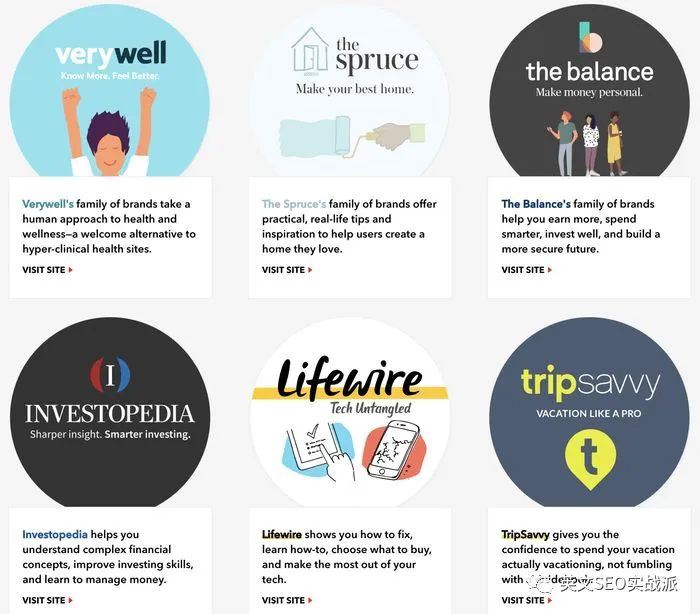 verywell
Know More. Feel Better.
the
spruce
Make your best home.
the balance
Make money personal.
Verywell's family of brands take a
human approach to health and
wellness—a welcome alternative to
hyper-clinical health sites.
VISIT SITE
The Spruce's family of brands offer
practical, real-life tips and
inspiration to help users create a
home they love.
VISIT SITE
The Balance's family of brands
help you earn more, spend
smarter, invest well, and build a
more secure future.
VISIT SITE
I
INVESTOPEDIA
Sharper insight. Smarter investing.
Lifewire
Tech Untangled
tripsavvy
VACATION LIKE A PRO
t
Investopedia helps you
understand complex financial
concepts, improve investing skills,
and learn to manage money.
VISIT SITE
Lifewire shows you how to fix,
learn how-to, choose what to buy,
and make the most out of your
tech.
VISIT SITE
TripSavvy gives you the
confidence to spend your vacation
actually vacationing, not fumbling
with
英文SEO实战派
VISIT SITE